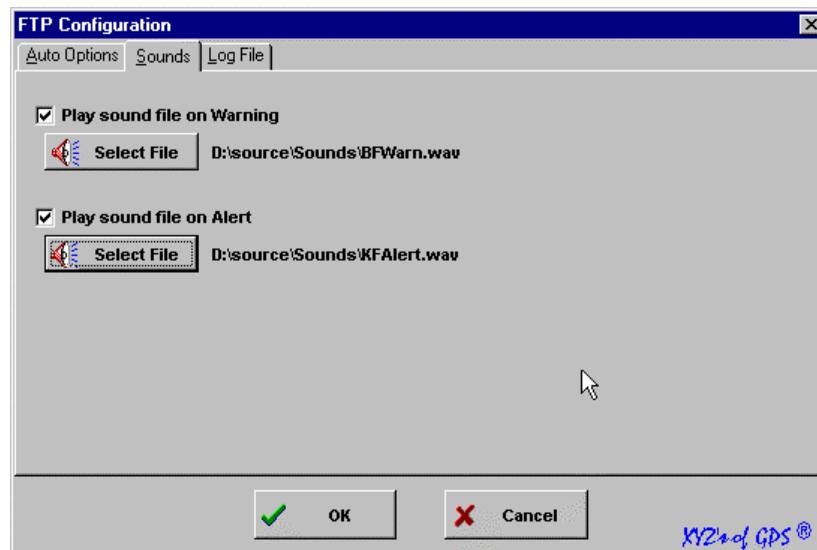 FTP Configuration
Auto Options Sounds Log File
Play sound file on Warning
Select File D:\source\Sounds\BFWarn.wav
Play sound file on Alert
Select File D:\source\Sounds\KFAlert.wav
OK Cancel
XYZ's of GPS ®